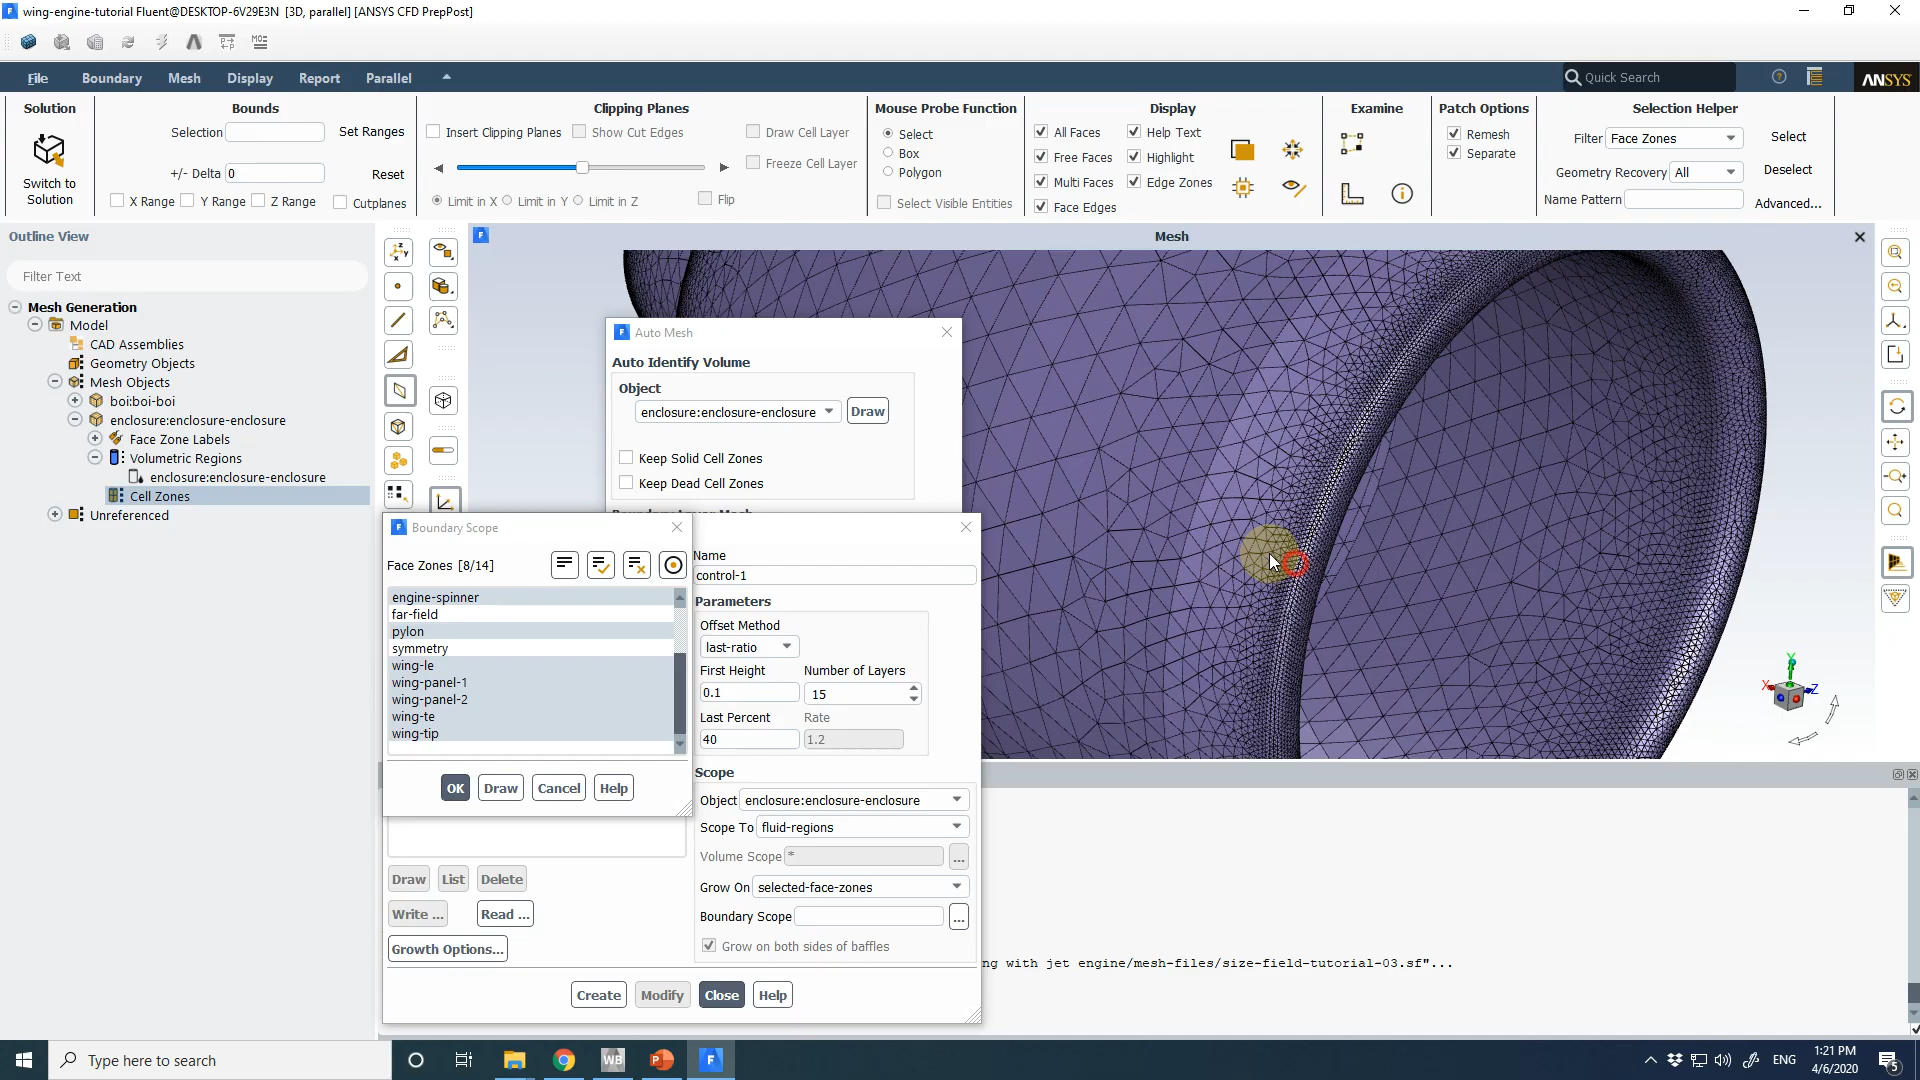 wing-engine-tutorial Fluent@DESKTOP-6V29E3N [3D, parallel] [ANSYS CFD PrepPost]
File Boundary Mesh Display Report Parallel
Quick Search
ANSYS
Solution
Switch to
Solution
Bounds
Selection
Set Ranges
+/- Delta 0
Reset
X Range Y Range Z Range Cutplanes
Clipping Planes
Insert Clipping Planes Show Cut Edges Draw Cell Layer
Freeze Cell Layer
Limit in X Limit in Y Limit in Z Flip
Mouse Probe Function
Select
Box
Polygon
Select Visible Entities
Display
All Faces Help Text
Free Faces Highlight
Multi Faces Edge Zones
Face Edges
Examine
Patch Options
Remesh
Separate
Selection Helper
Filter Face Zones Select
Geometry Recovery All Deselect
Name Pattern Advanced...
Outline View
Filter Text
Mesh Generation
Model
CAD Assemblies
Geometry Objects
Mesh Objects
boi:boi-boi
enclosure:enclosure-enclosure
Face Zone Labels
Volumetric Regions
enclosure:enclosure-enclosure
Cell Zones
Unreferenced
Mesh
Auto Mesh
Auto Identify Volume
Object
enclosure:enclosure-enclosure Draw
Keep Solid Cell Zones
Keep Dead Cell Zones
Boundary Scope
Face Zones [8/14]
engine-spinner
far-field
pylon
symmetry
wing-le
wing-panel-1
wing-panel-2
wing-te
wing-tip
OK Draw Cancel Help
Name
control-1
Parameters
Offset Method
last-ratio
First Height Number of Layers
0.1 15
Last Percent Rate
40 1.2
Scope
Object enclosure:enclosure-enclosure
Scope To fluid-regions
Volume Scope * ...
Grow On selected-face-zones
Boundary Scope ...
Grow on both sides of baffles
Draw List Delete
Write ... Read ...
Growth Options...
Create Modify Close Help
ng with jet engine/mesh-files/size-field-tutorial-03.sf"...
Y
X
Z
Type here to search
WB
ENG
1:21 PM
4/6/2020
5